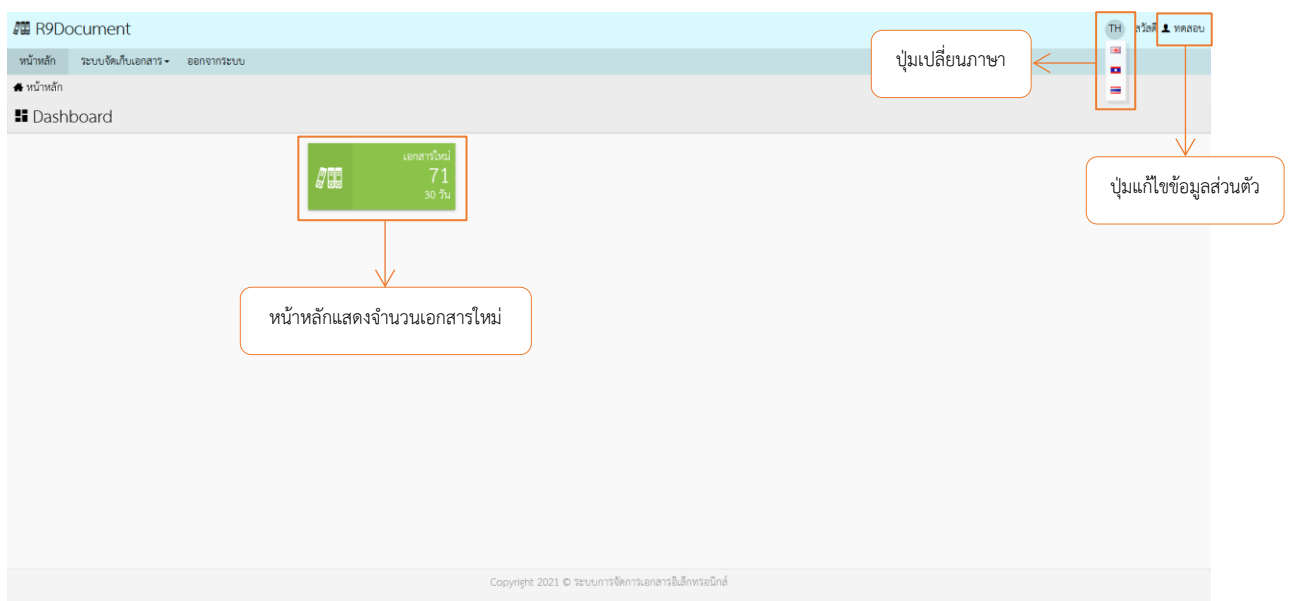 R9Document
TH สวัสดี ทดสอบ
หน้าหลัก ระบบจัดเก็บเอกสาร ออกจากระบบ
ปุ่มเปลี่ยนภาษา
หน้าหลัก
Dashboard
เอกสารใหม่
71
30 วัน
ปุ่มแก้ไขข้อมูลส่วนตัว
หน้าหลักแสดงจำนวนเอกสารใหม่
Copyright 2021 © ระบบการจัดการเอกสารอิเล็กทรอนิกส์